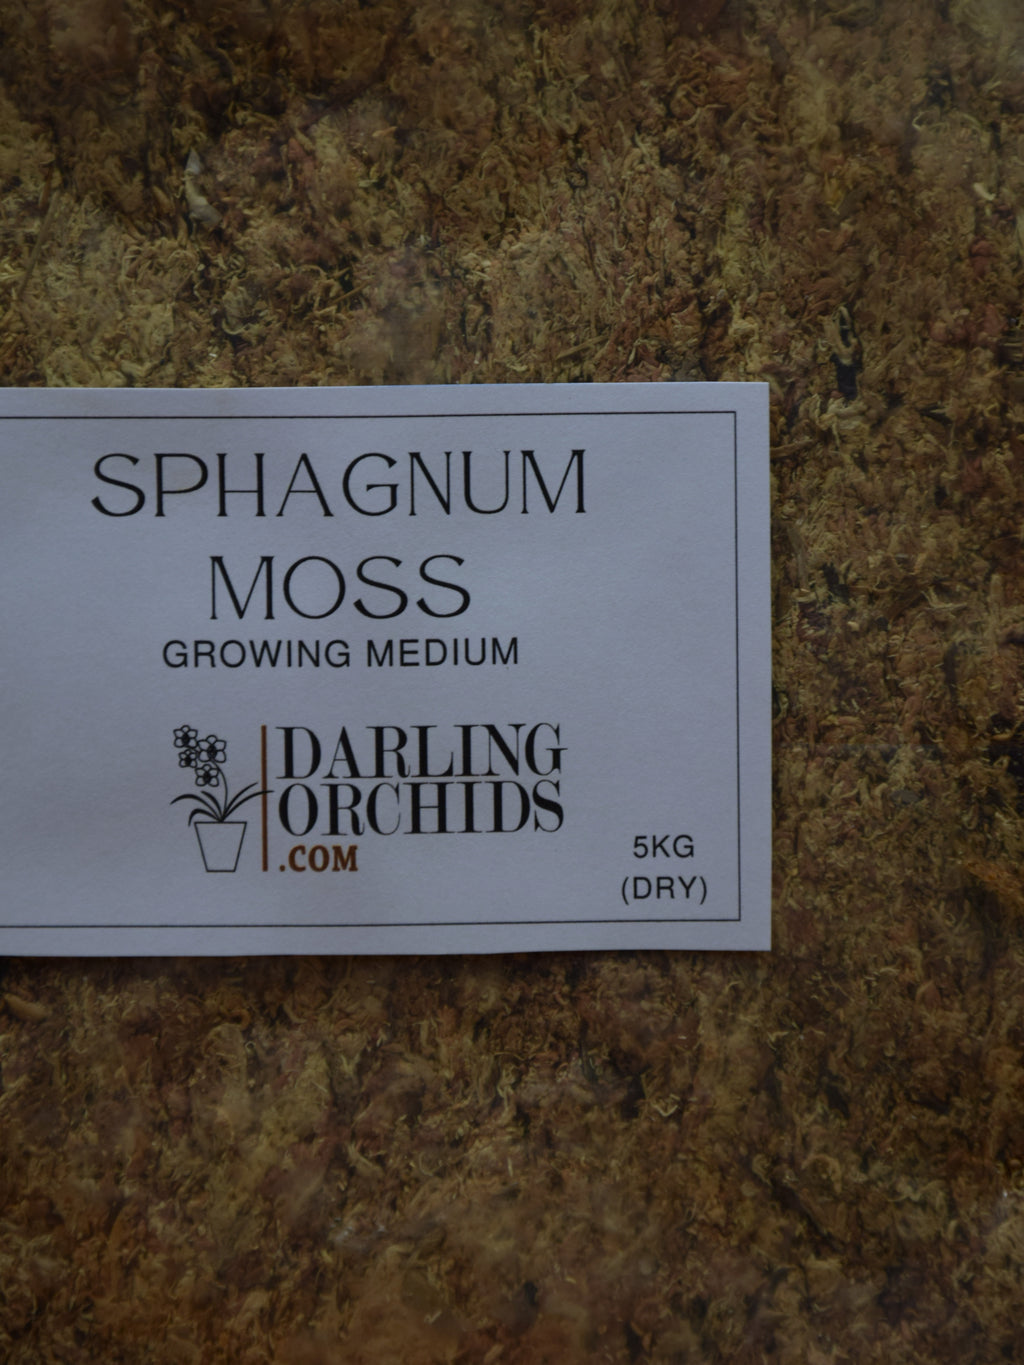 SPHAGNUM
MOSS
GROWING MEDIUM
DARLING
ORCHIDS
.COM
5KG
(DRY)